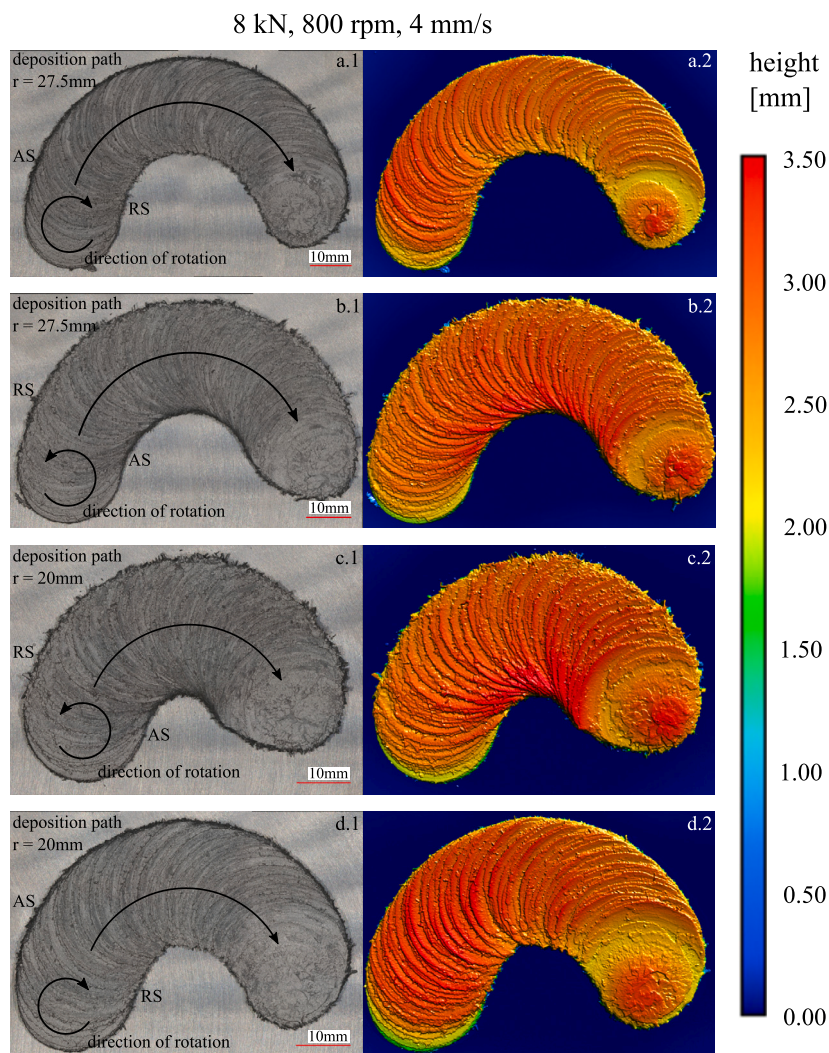 8 kN, 800 rpm, 4 mm/s
deposition path
r = 27.5mm
a.1
AS
RS
direction of rotation
10mm
a.2
deposition path
r = 27.5mm
b.1
RS
AS
direction of rotation
10mm
b.2
deposition path
r = 20mm
c.1
RS
AS
direction of rotation
10mm
c.2
deposition path
r = 20mm
d.1
AS
RS
direction of rotation
10mm
d.2
height
[mm]
3.50
3.00
2.50
2.00
1.50
1.00
0.50
0.00